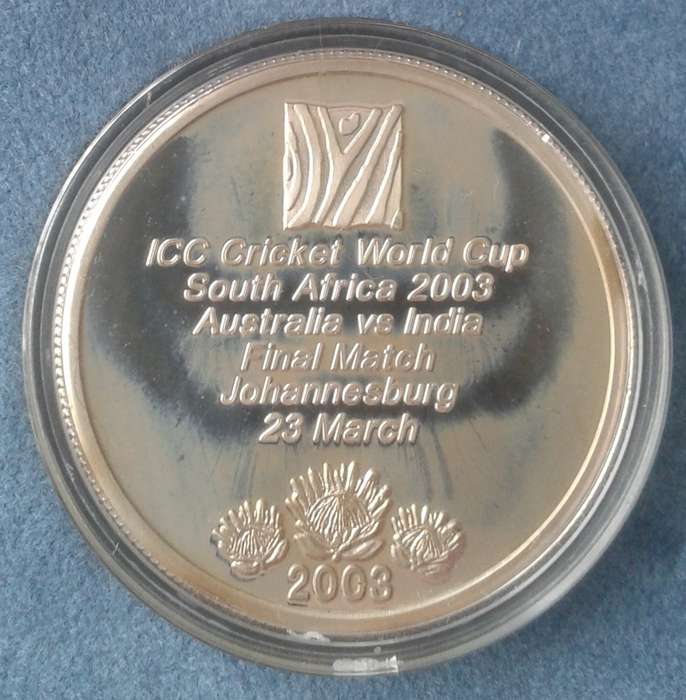 ICC Cricket World Cup
South Africa 2003
Australia vs India
Final Match
Johannesburg
23 March
2003